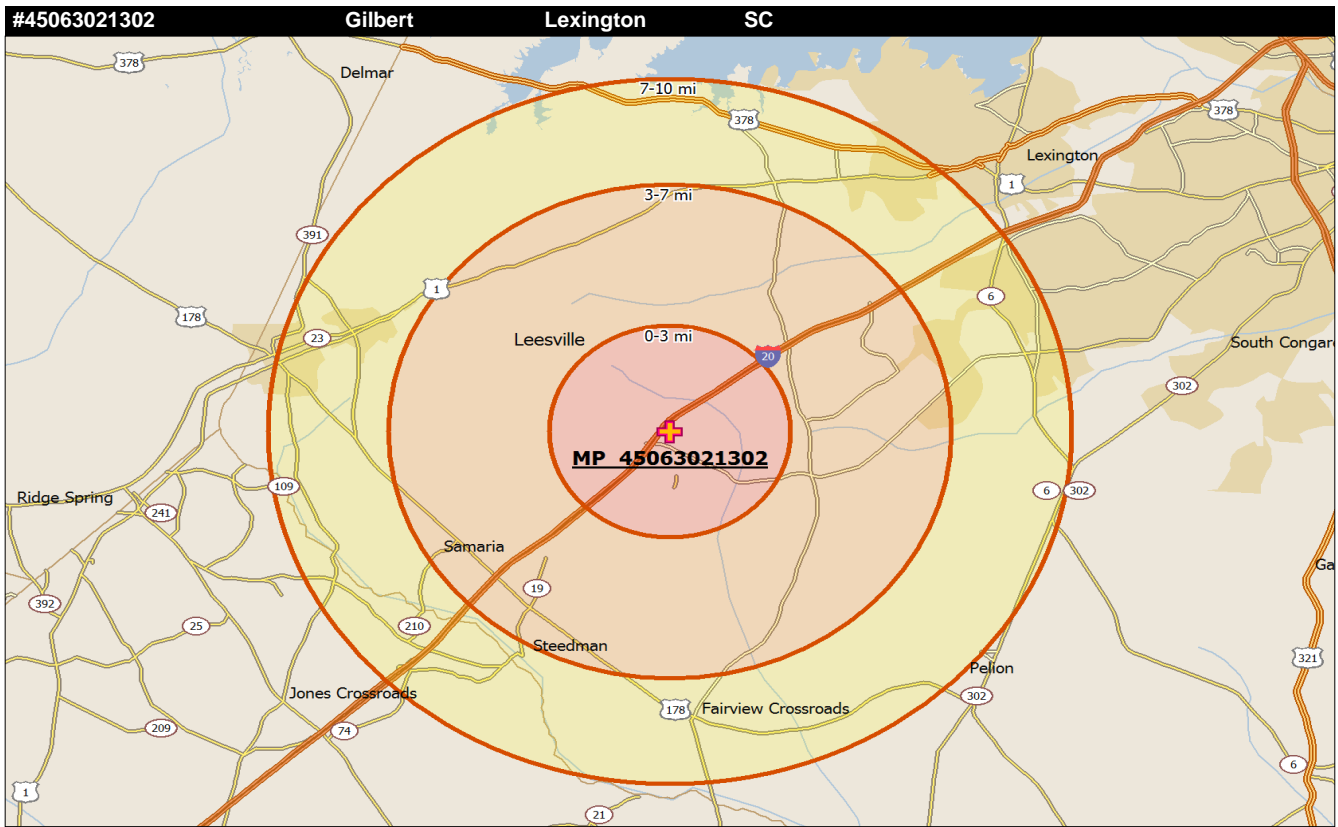 #45063021302 Gilbert Lexington SC
378
Delmar
7-10 mi
378
378
Lexington
1
3-7 mi
391
1
6
178
23
Leesville
0-3 mi
20
South Congar
302
MP 45063021302
109
6
302
Ridge Spring
241
Samaria
19
Ga
392
25
210
Steedman
321
Pelion
Jones Crossroads
302
178
Fairview Crossroads
209
74
6
1
21